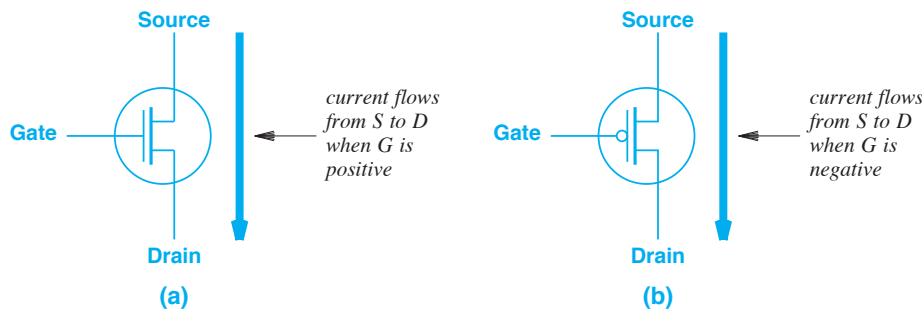 Source
Gate
current flows
from S to D
when G is
positive
Drain
(a)
Source
Gate
current flows
from S to D
when G is
negative
Drain
(b)